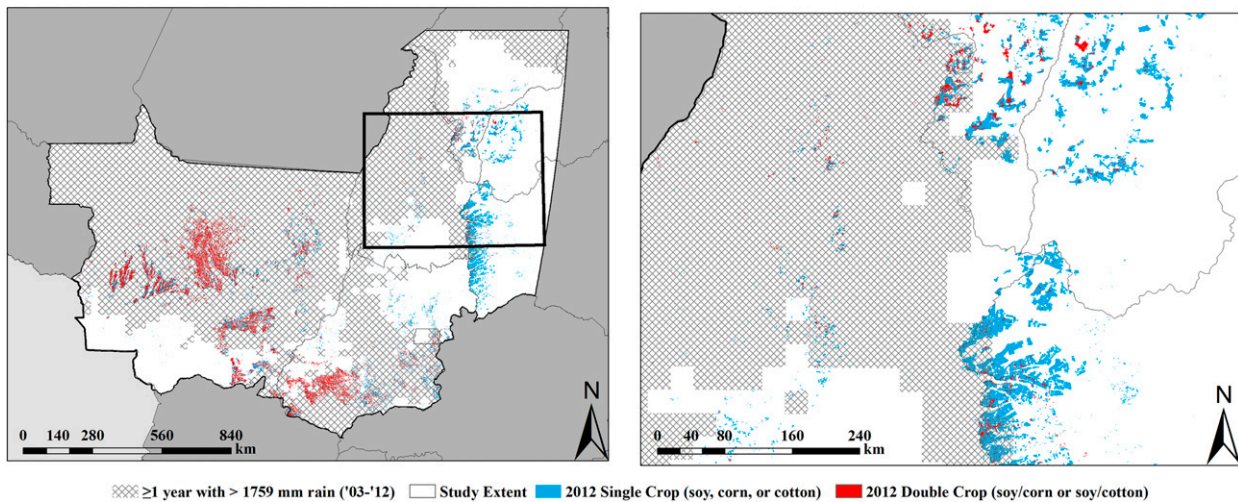 N
0 140 280 560 840
km
N
0 40 80 160 240
km
≥1 year with > 1759 mm rain ('03-'12) Study Extent 2012 Single Crop (soy, corn, or cotton) 2012 Double Crop (soy/corn or soy/cotton)